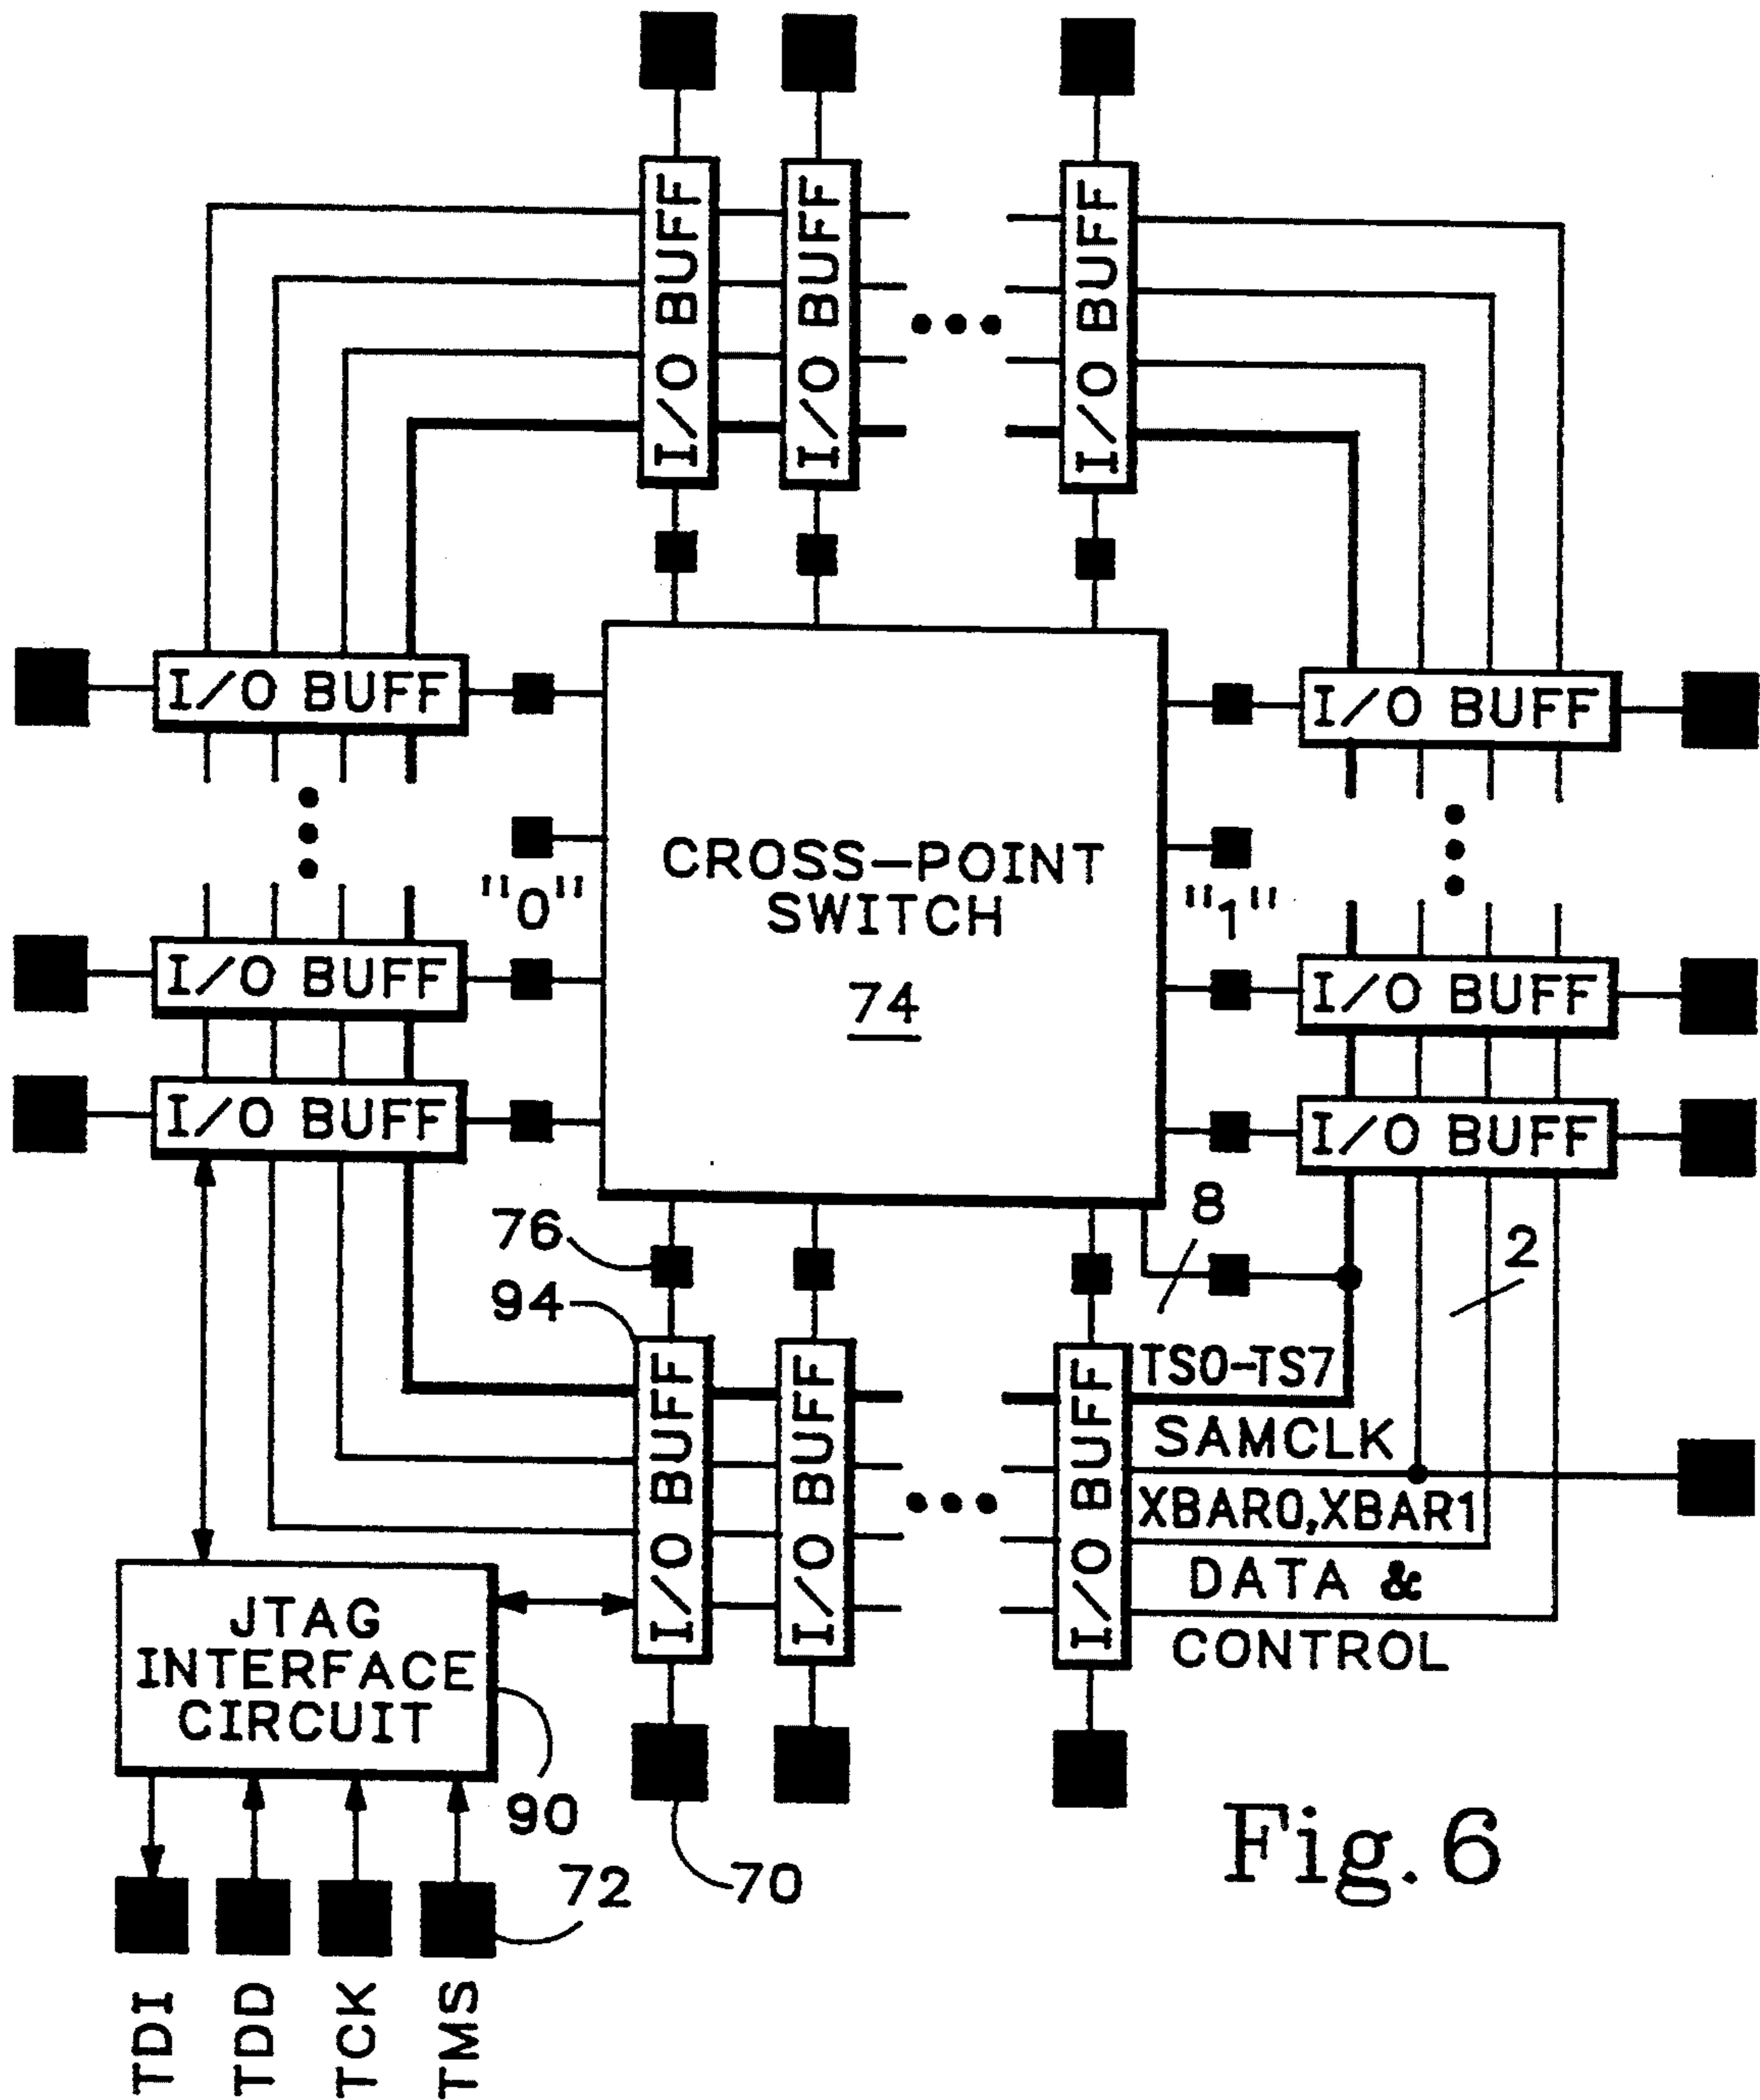 I/O BUFF
I/O BUFF
I/O BUFF
I/O BUFF
I/O BUFF
"0"
CROSS-POINT
SWITCH
74
"1"
I/O BUFF
I/O BUFF
I/O BUFF
I/O BUFF
76
94
8
2
I/O BUFF
I/O BUFF
I/O BUFF
TS0-TS7
SAMCLK
XBAR0,XBAR1
DATA &
CONTROL
JTAG
INTERFACE
CIRCUIT
90
72
70
TDI
TDD
TCK
TMS
Fig. 6